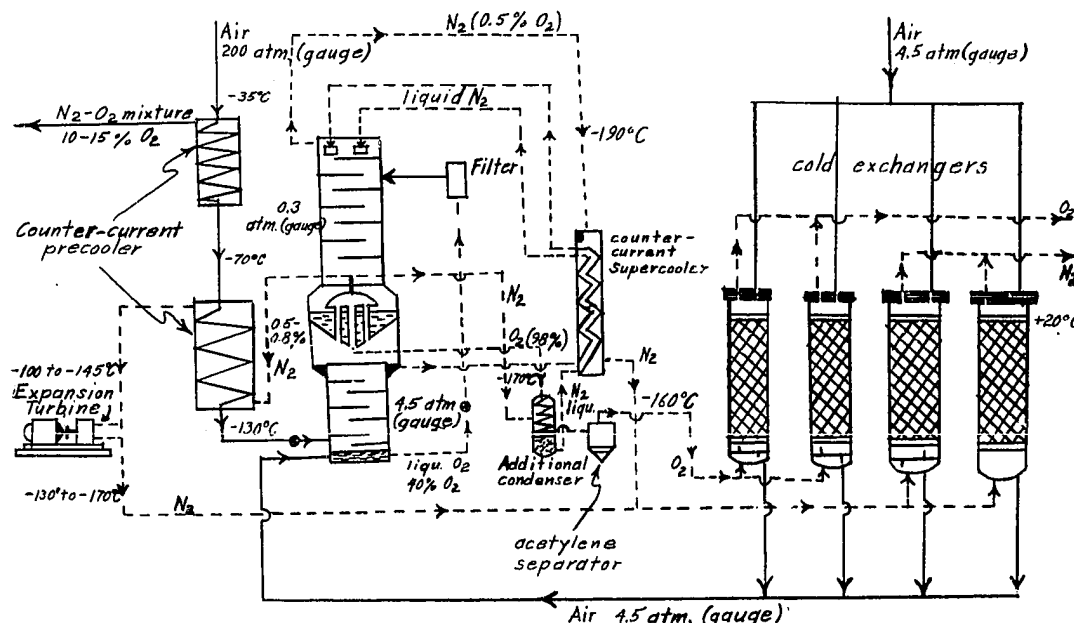 N₂ (0.5% O₂)
Air
200 atm. (gauge)
Air
4.5 atm (gauge)
-35°C
liquid N₂
N₂-O₂ mixture
10-15% O₂
-190°C
cold exchangers
Filter
0.3
atm. (gauge)
Counter-current
precooler
counter-
current
Supercooler
O₂
N₂
-70°C
N₂
0.5-
0.8%
N₂
O₂ (98%)
+20°C
N₂
-100 to -145°C
Expansion
Turbine
-170°C
N₂
liqu.
-160°C
4.5 atm
(gauge)
-130°C
liqu. O₂
40% O₂
Additional
condenser
O₂
-130° to -170°C
N₂
acetylene
separator
Air 4.5 atm. (gauge)